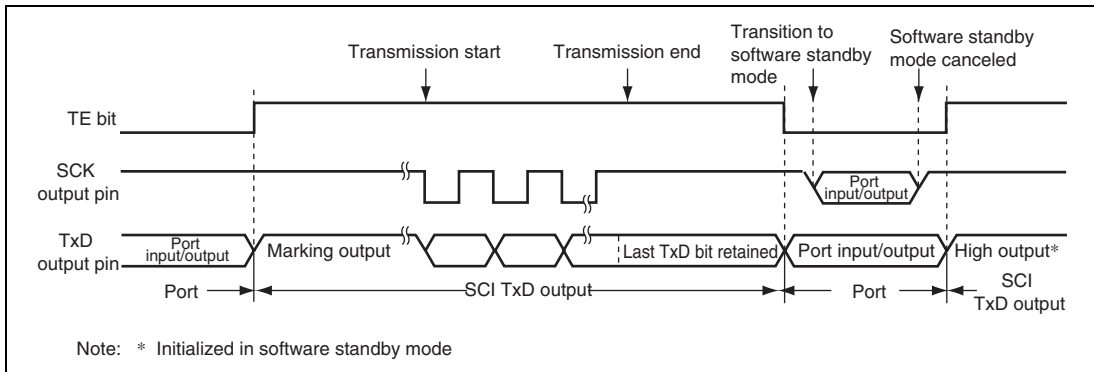 Transmission start
Transmission end
Transition to
software standby
mode
Software standby
mode canceled
TE bit
SCK
output pin
Port
input/output
TxD
output pin
Port
input/output
Marking output
Last TxD bit retained
Port input/output
High output*
Port
SCI TxD output
Port
SCI
TxD output
Note: * Initialized in software standby mode